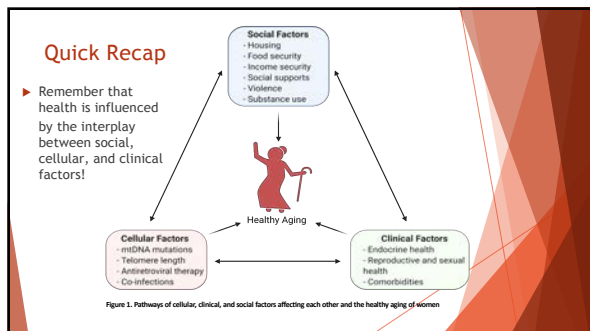 Quick Recap
Remember that
health is influenced
by the interplay
between social,
cellular, and clinical
factors!
Social Factors
- Housing
- Food security
- Income security
- Social supports
- Violence
- Substance use
Healthy Aging
Cellular Factors
- mtDNA mutations
- Telomere length
- Antiretroviral therapy
- Co-infections
Clinical Factors
- Endocrine health
- Reproductive and sexual
health
- Comorbidities
Figure 1. Pathways of cellular, clinical, and social factors affecting each other and the healthy aging of women